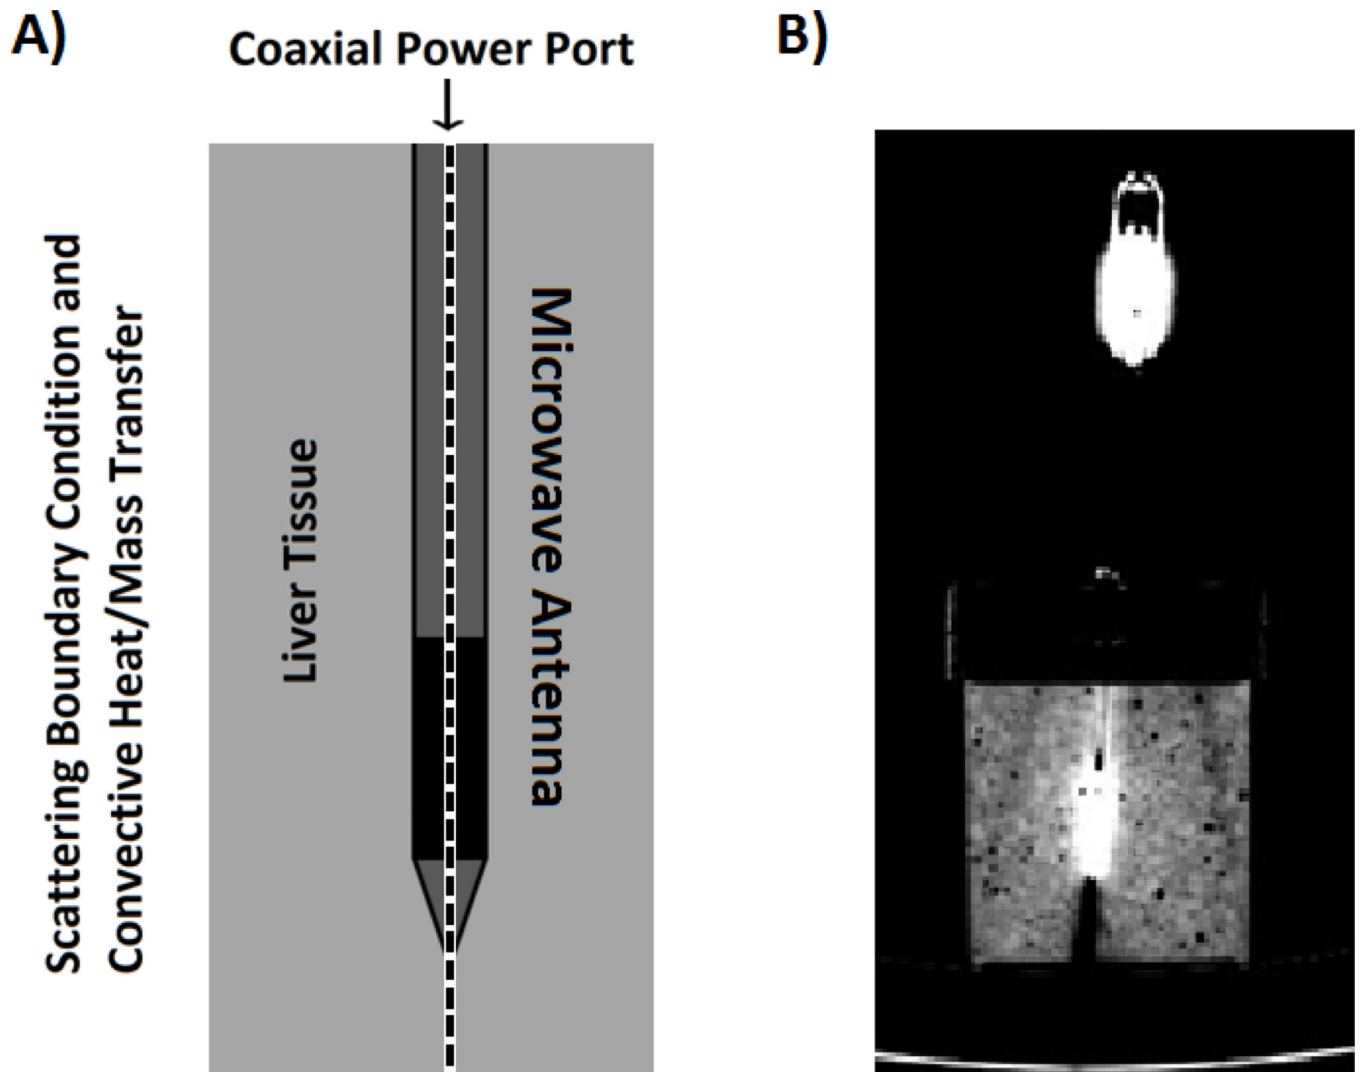 A)
Coaxial Power Port
B)
Scattering Boundary Condition and
Convective Heat/Mass Transfer
Liver Tissue
Microwave Antenna